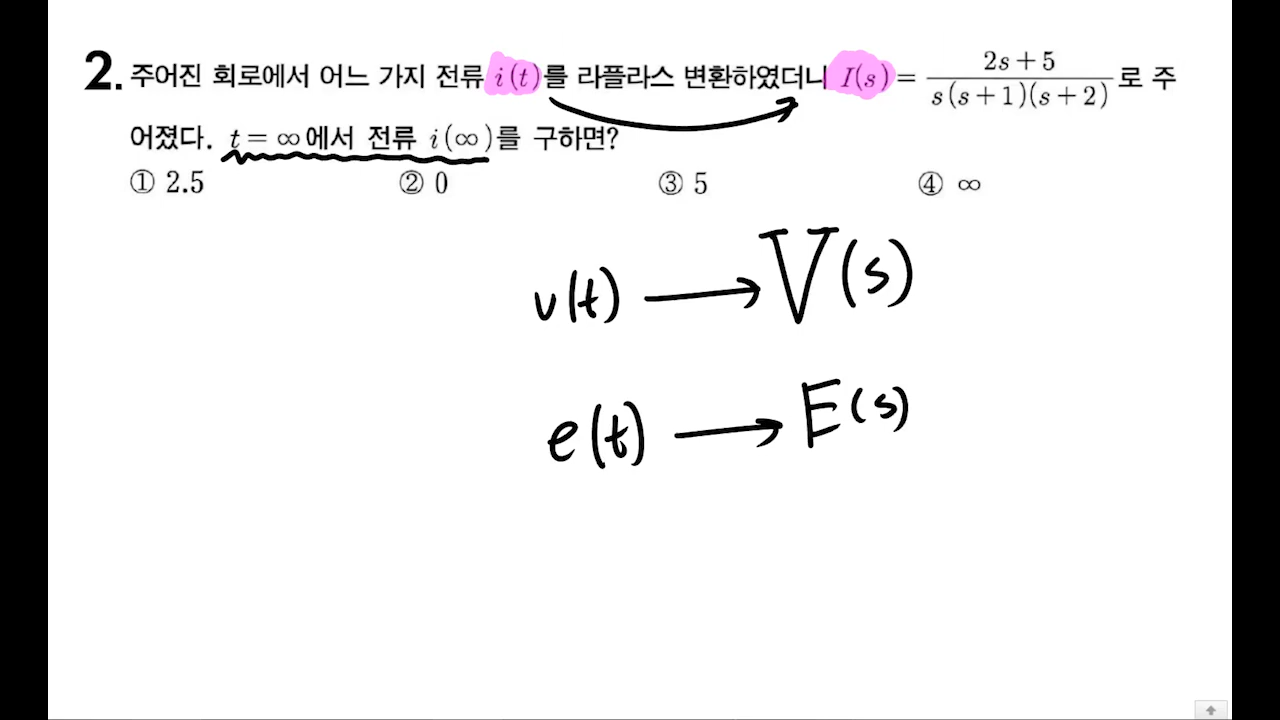 2. 주어진 회로에서 어느 가지 전류 i(t)를 라플라스 변환하였더니 I(s) = \frac{2s+5}{s(s+1)(s+2)} 로 주
어졌다. t = ∞에서 전류 i(∞)를 구하면?
① 2.5 ② 0 ③ 5 ④ ∞
v(t) → V(s)
e(t) → E(s)